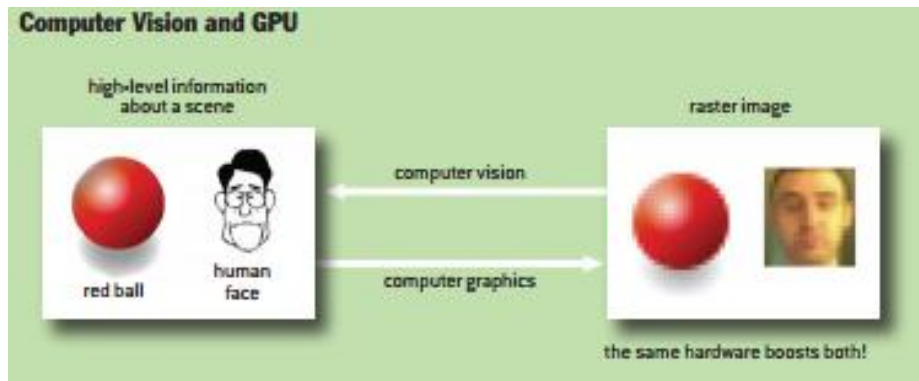 Computer Vision and GPU
high-level information
about a scene
raster image
computer vision
computer graphics
red ball
human
face
the same hardware boosts both!